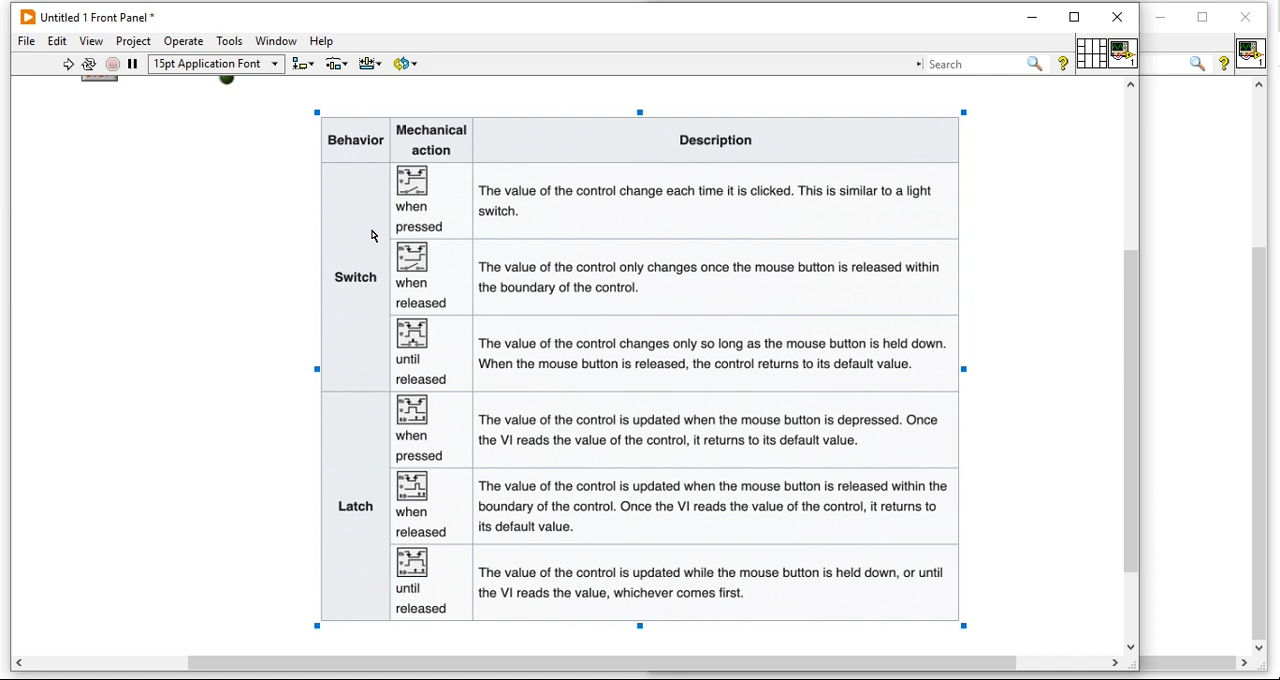 Untitled 1 Front Panel *
File Edit View Project Operate Tools Window Help
15pt Application Font
Search
?
?
1
1
Behavior
Mechanical
action
Description
Switch
when
pressed
The value of the control change each time it is clicked. This is similar to a light
switch.
when
released
The value of the control only changes once the mouse button is released within
the boundary of the control.
until
released
The value of the control changes only so long as the mouse button is held down.
When the mouse button is released, the control returns to its default value.
Latch
when
pressed
The value of the control is updated when the mouse button is depressed. Once
the VI reads the value of the control, it returns to its default value.
when
released
The value of the control is updated when the mouse button is released within the
boundary of the control. Once the VI reads the value of the control, it returns to
its default value.
until
released
The value of the control is updated while the mouse button is held down, or until
the VI reads the value, whichever comes first.